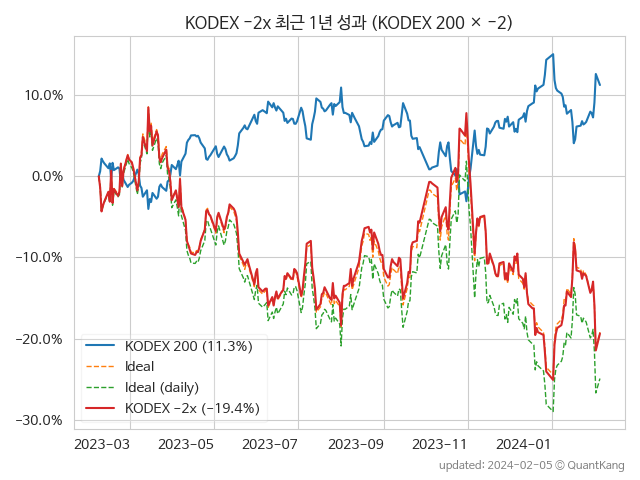 KODEX −2x 최근 1년 성과 (KODEX 200 × −2)
10.0%
0.0%
−10.0%
−20.0%
−30.0%
KODEX 200 (11.3%)
Ideal
Ideal (daily)
KODEX −2x (−19.4%)
2023−03
2023−05
2023−07
2023−09
2023−11
2024−01
updated: 2024-02-05 ⓒ QuantKang